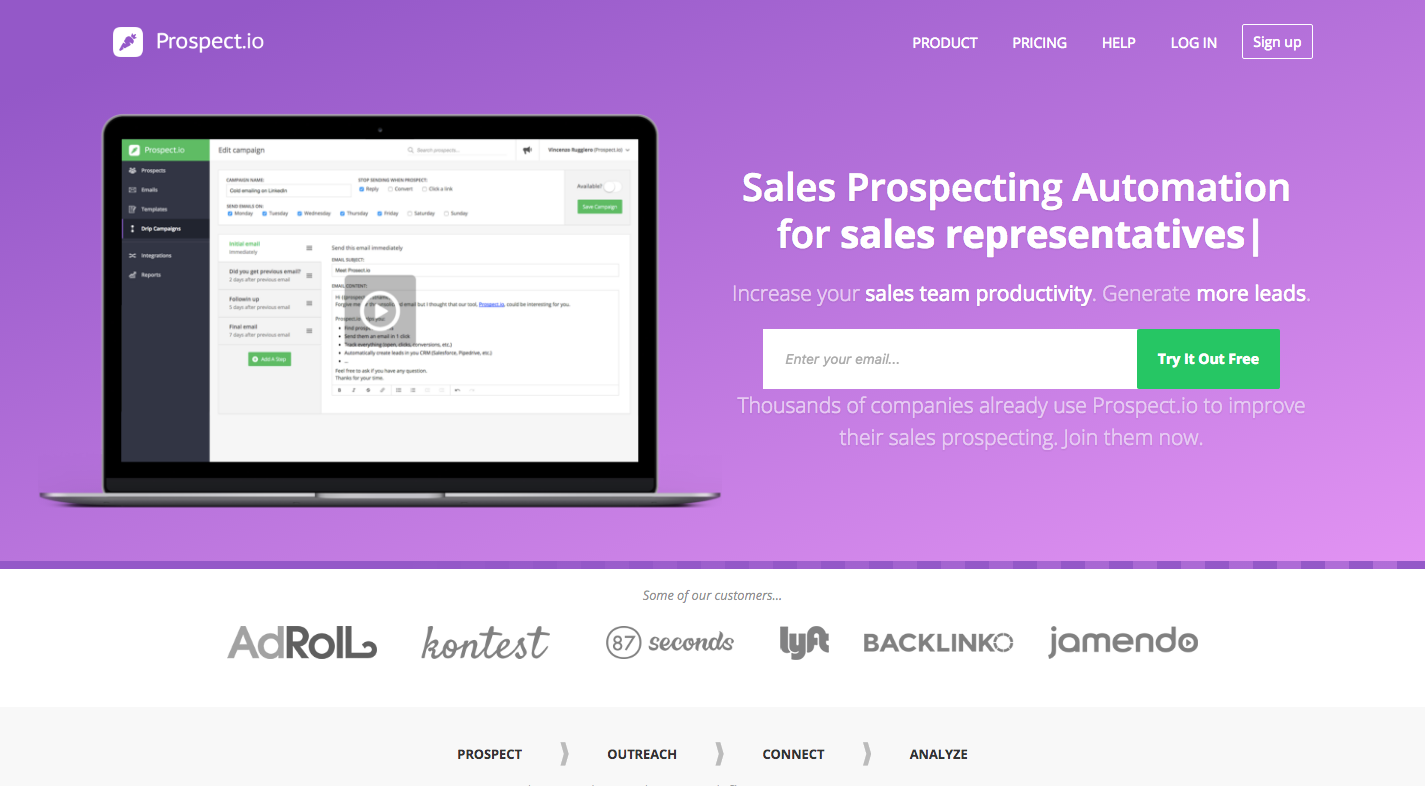 Prospect.io
PRODUCT PRICING HELP LOG IN Sign up
Prospect.io Edit campaign Search prospects... Vincenzo Ruggiero (Prospect.io)
Prospects
Emails
Templates
Drip Campaigns
Integrations
Reports
CAMPAIGN NAME: STOP SENDING WHEN PROSPECT:
Cold emailing on LinkedIn Reply Convert Click a link
Available?
SEND EMAILS ON: Save Campaign
Monday Tuesday Wednesday Thursday Friday Saturday Sunday
Initial email
immediately
Did you get previous email?
2 days after previous email
Followin up
5 days after previous email
Final email
7 days after previous email
Add A Step
Send this email immediately
EMAIL SUBJECT:
Meet Prosect.io
EMAIL CONTENT:
Hi
Forgive me email but I thought that our tool, Prospect.io, could be interesting for you.
Prospect.io you:
Find
Send them an email in 1 click
Track everything (open, clicks, conversions, etc.)
Automatically create leads in you CRM (Salesforce, Pipedrive, etc.)
...
Feel free to ask if you have any question.
Thanks for your time.
Sales Prospecting Automation
for sales representatives|
Increase your sales team productivity. Generate more leads.
Enter your email... Try It Out Free
Thousands of companies already use Prospect.io to improve
their sales prospecting. Join them now.
Some of our customers...
AdRoll kontest 87 seconds lyft BACKLINKO jamendo
PROSPECT OUTREACH CONNECT ANALYZE